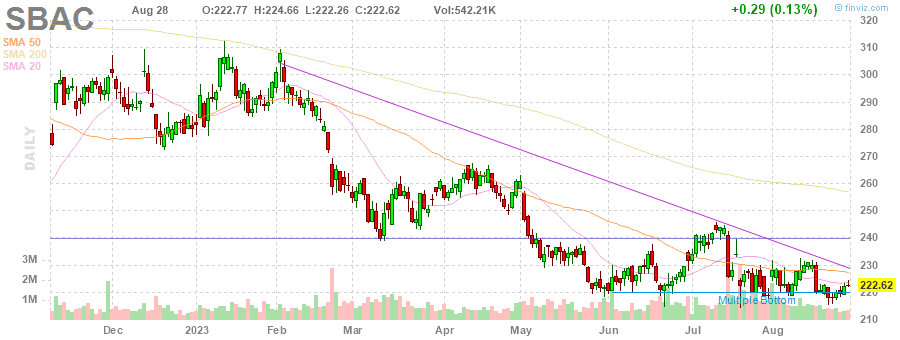 SBAC
Aug 28 O:222.77 H:224.66 L:222.26 C:222.62 Vol:542.21K
+0.29 (0.13%)
© finviz.com
SMA 50
SMA 200
SMA 20
DAILY
320
310
300
290
280
270
260
250
240
230
222.62
220
210
3M
2M
1M
Multiple Bottom
Dec 2023 Feb Mar Apr May Jun Jul Aug